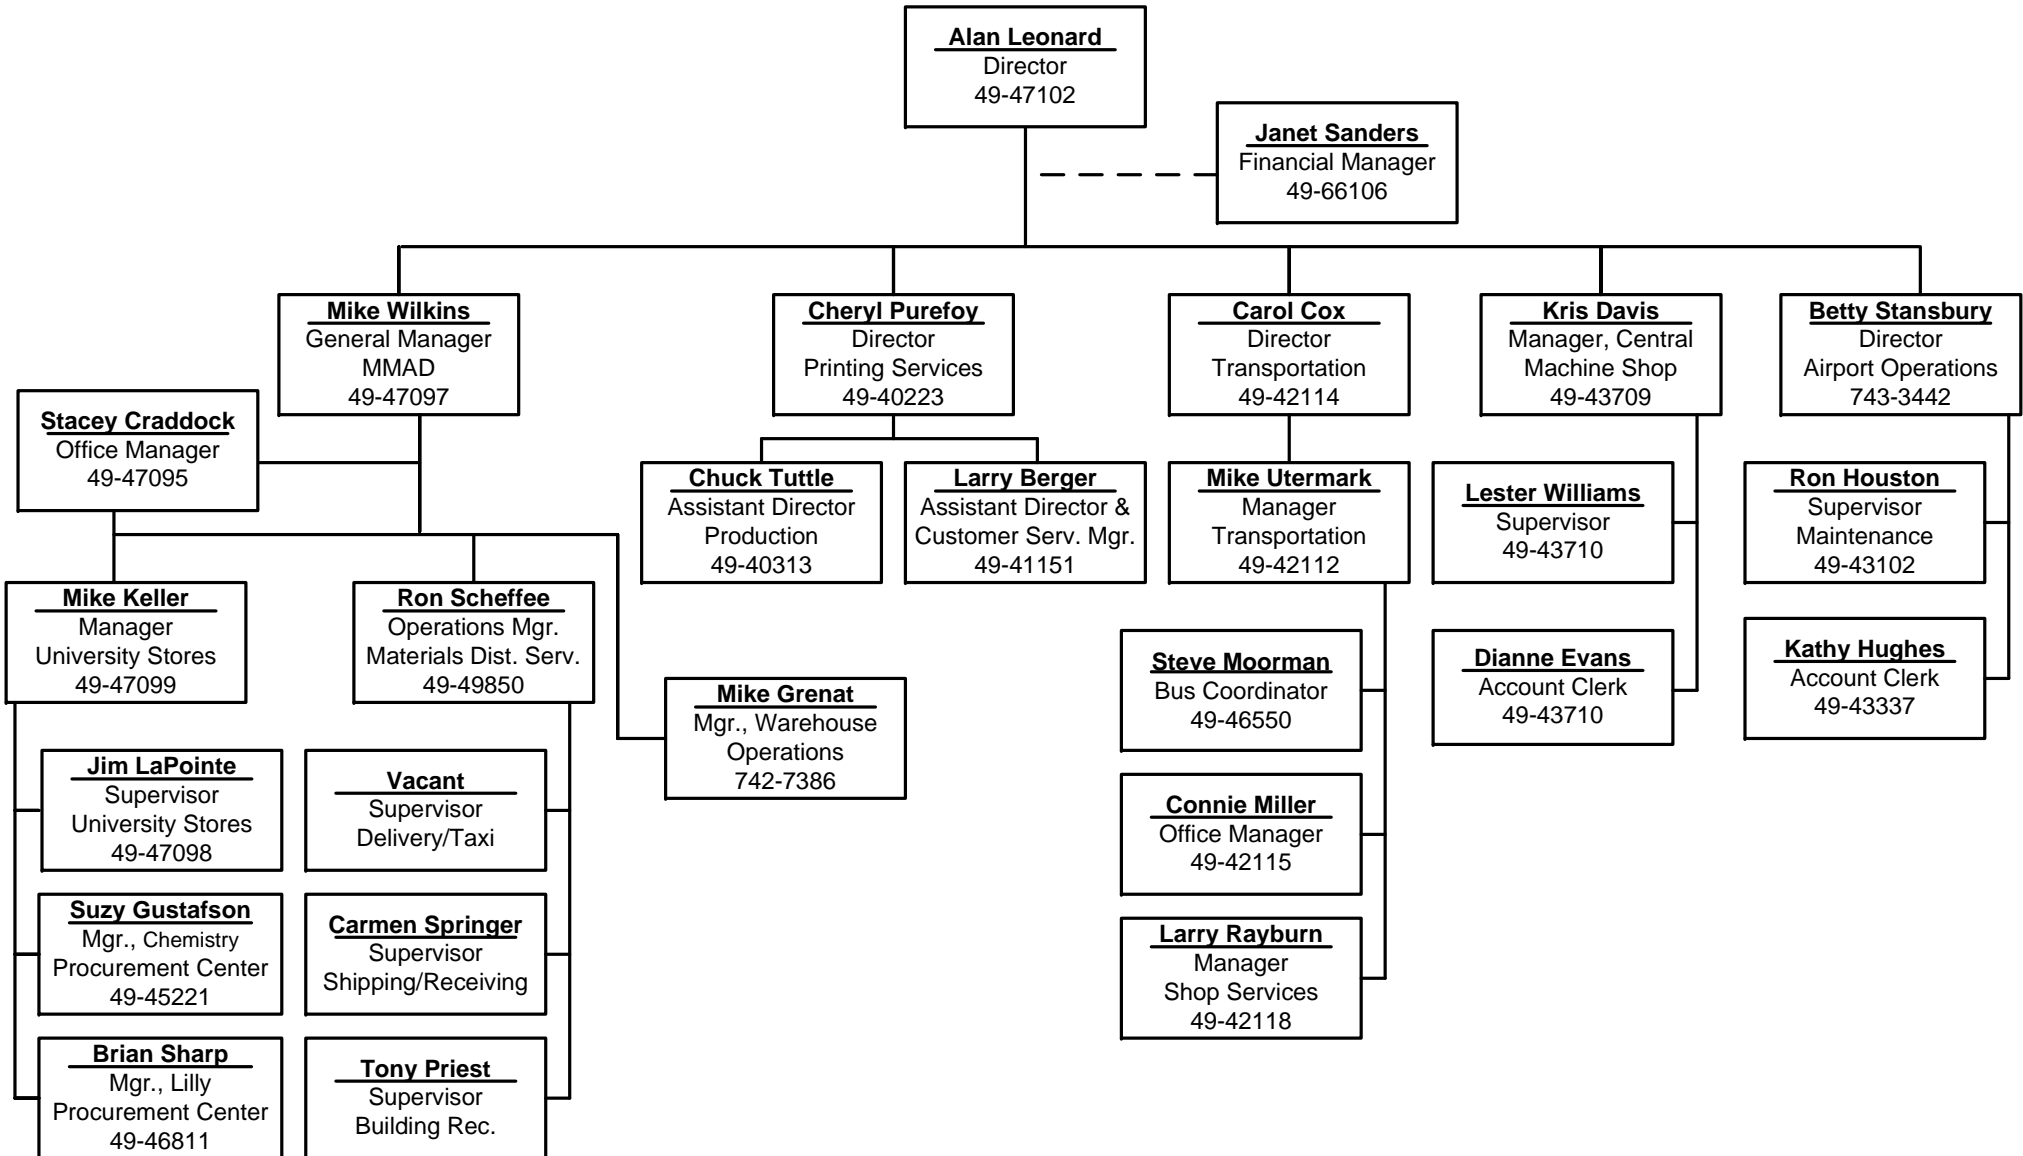 Alan Leonard
Director
49-47102
Janet Sanders
Financial Manager
49-66106
Mike Wilkins
General Manager
MMAD
49-47097
Cheryl Purefoy
Director
Printing Services
49-40223
Carol Cox
Director
Transportation
49-42114
Kris Davis
Manager, Central
Machine Shop
49-43709
Betty Stansbury
Director
Airport Operations
743-3442
Stacey Craddock
Office Manager
49-47095
Chuck Tuttle
Assistant Director
Production
49-40313
Larry Berger
Assistant Director &
Customer Serv. Mgr.
49-41151
Mike Utermark
Manager
Transportation
49-42112
Lester Williams
Supervisor
49-43710
Ron Houston
Supervisor
Maintenance
49-43102
Mike Keller
Manager
University Stores
49-47099
Ron Scheffee
Operations Mgr.
Materials Dist. Serv.
49-49850
Mike Grenat
Mgr., Warehouse
Operations
742-7386
Steve Moorman
Bus Coordinator
49-46550
Dianne Evans
Account Clerk
49-43710
Kathy Hughes
Account Clerk
49-43337
Jim LaPointe
Supervisor
University Stores
49-47098
Vacant
Supervisor
Delivery/Taxi
Connie Miller
Office Manager
49-42115
Suzy Gustafson
Mgr., Chemistry
Procurement Center
49-45221
Carmen Springer
Supervisor
Shipping/Receiving
Larry Rayburn
Manager
Shop Services
49-42118
Brian Sharp
Mgr., Lilly
Procurement Center
49-46811
Tony Priest
Supervisor
Building Rec.